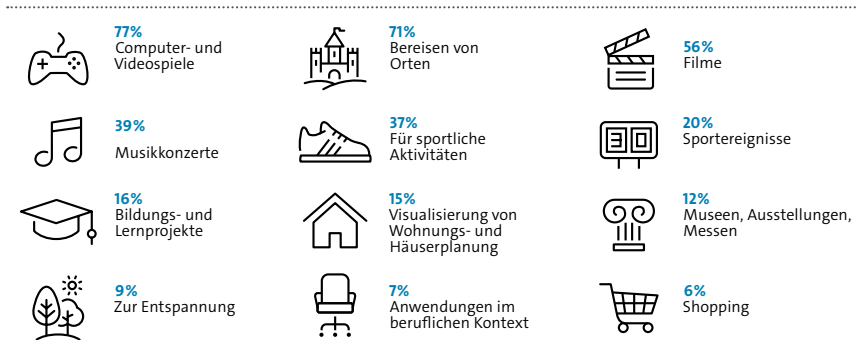 77%
Computer- und
Videospiele
71%
Bereisen von
Orten
56%
Filme
39%
Musikkonzerte
37%
Für sportliche
Aktivitäten
30
20%
Sportereignisse
16%
Bildungs- und
Lernprojekte
15%
Visualisierung von
Wohnungs- und
Häuserplanung
12%
Museen, Ausstellungen,
Messen
9%
Zur Entspannung
7%
Anwendungen im
beruflichen Kontext
6%
Shopping